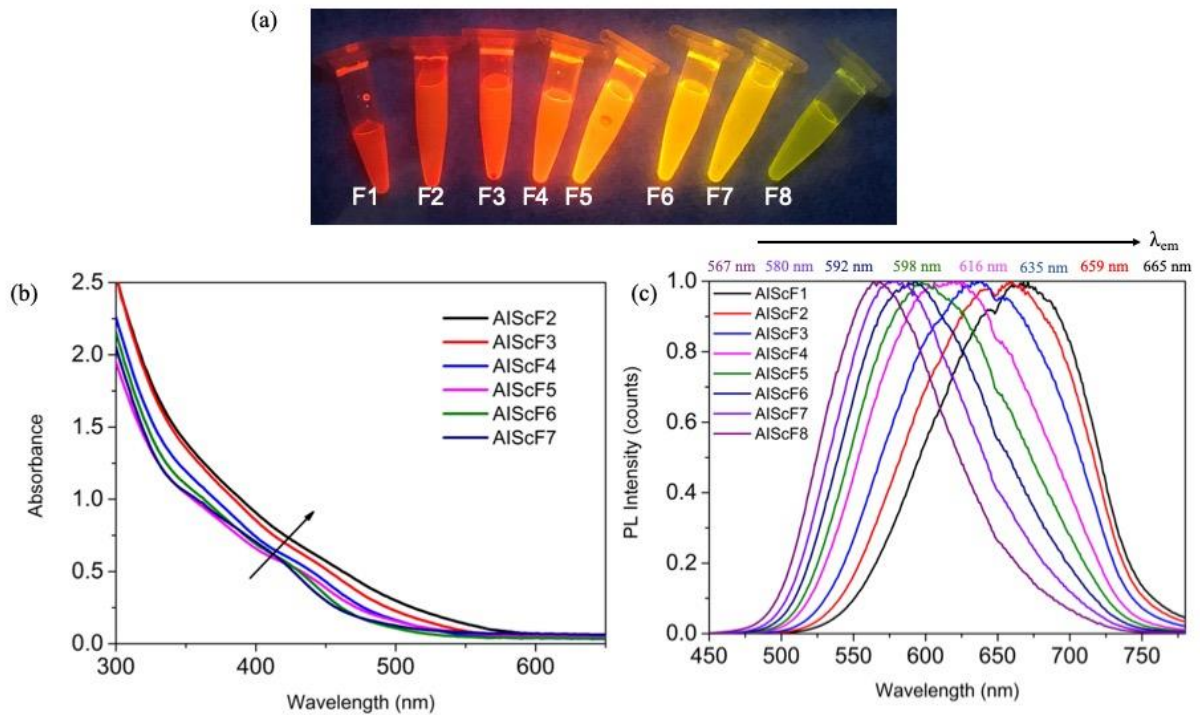 (a)
F1 F2 F3 F4 F5 F6 F7 F8
λem
567 nm 580 nm 592 nm 598 nm 616 nm 635 nm 659 nm 665 nm
(b)
2.5
2.0
1.5
1.0
0.5
0.0
Absorbance
300 400 500 600
Wavelength (nm)
AIScF2
AIScF3
AIScF4
AIScF5
AIScF6
AIScF7
(c)
1.0
0.8
0.6
0.4
0.2
0.0
PL Intensity (counts)
450 500 550 600 650 700 750
Wavelength (nm)
AIScF1
AIScF2
AIScF3
AIScF4
AIScF5
AIScF6
AIScF7
AIScF8